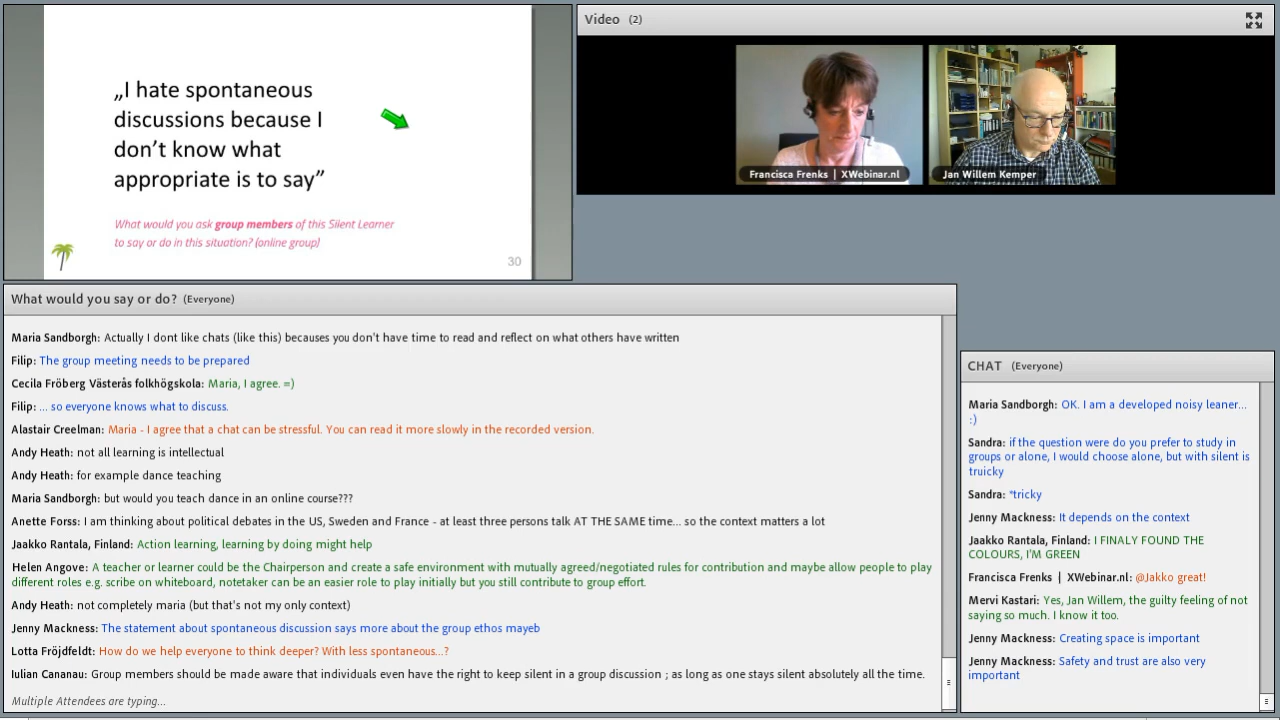 „I hate spontaneous
discussions because I
don't know what
appropriate is to say”
What would you ask group members of this Silent Learner
to say or do in this situation? (online group)
30
Video (2)
Francisca Frenks | XWebinar.nl
Jan Willem Kemper
What would you say or do? (Everyone)
Maria Sandborgh: Actually I dont like chats (like this) becauses you don't have time to read and reflect on what others have written
Filip: The group meeting needs to be prepared
Cecila Fröberg Västerås folkhögskola: Maria, I agree. =)
Filip: ... so everyone knows what to discuss.
Alastair Creelman: Maria - I agree that a chat can be stressful. You can read it more slowly in the recorded version.
Andy Heath: not all learning is intellectual
Andy Heath: for example dance teaching
Maria Sandborgh: but would you teach dance in an online course???
Anette Forss: I am thinking about political debates in the US, Sweden and France - at least three persons talk AT THE SAME time... so the context matters a lot
Jaakko Rantala, Finland: Action learning, learning by doing might help
Helen Angove: A teacher or learner could be the Chairperson and create a safe environment with mutually agreed/negotiated rules for contribution and maybe allow people to play
different roles e.g. scribe on whiteboard, notetaker can be an easier role to play initially but you still contribute to group effort.
Andy Heath: not completely maria (but that's not my only context)
Jenny Mackness: The statement about spontaneous discussion says more about the group ethos mayeb
Lotta Fröjdfeldt: How do we help everyone to think deeper? With less spontaneous...?
Iulian Cananau: Group members should be made aware that individuals even have the right to keep silent in a group discussion ; as long as one stays silent absolutely all the time.
Multiple Attendees are typing...
CHAT (Everyone)
Maria Sandborgh: OK. I am a developed noisy leaner...
:)
Sandra: if the question were do you prefer to study in
groups or alone, I would choose alone, but with silent is
truicky
Sandra: *tricky
Jenny Mackness: It depends on the context
Jaakko Rantala, Finland: I FINALY FOUND THE
COLOURS, I'M GREEN
Francisca Frenks | XWebinar.nl: @Jakko great!
Mervi Kastari: Yes, Jan Willem, the guilty feeling of not
saying so much. I know it too.
Jenny Mackness: Creating space is important
Jenny Mackness: Safety and trust are also very
important